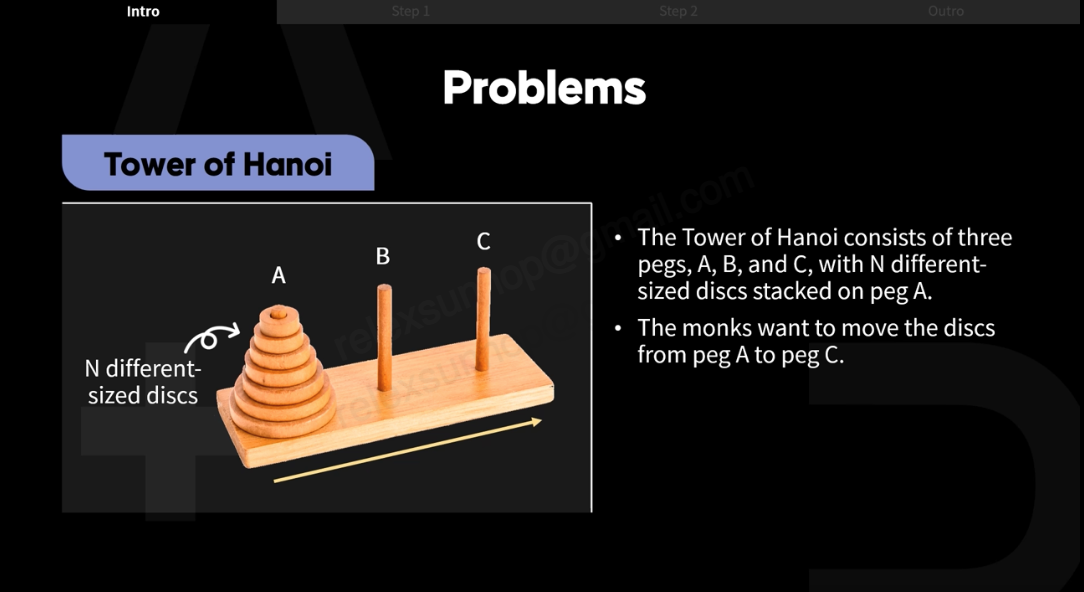 Intro
Step 1
Step 2
Outro
Problems
Tower of Hanoi
A
B
C
N different-
sized discs
• The Tower of Hanoi consists of three
pegs, A, B, and C, with N different-
sized discs stacked on peg A.
• The monks want to move the discs
from peg A to peg C.